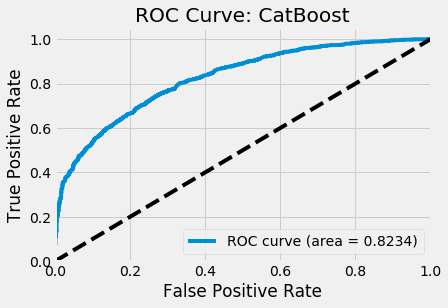 ROC Curve: CatBoost
1.0
0.8
0.6
0.4
0.2
0.0
True Positive Rate
ROC curve (area = 0.8234)
0.0 0.2 0.4 0.6 0.8 1.0
False Positive Rate